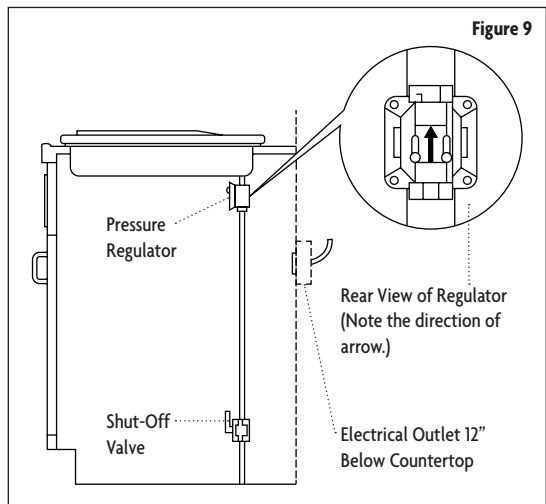 Figure 9
Pressure
Regulator
Rear View of Regulator
(Note the direction of
arrow.)
Shut-Off
Valve
Electrical Outlet 12”
Below Countertop